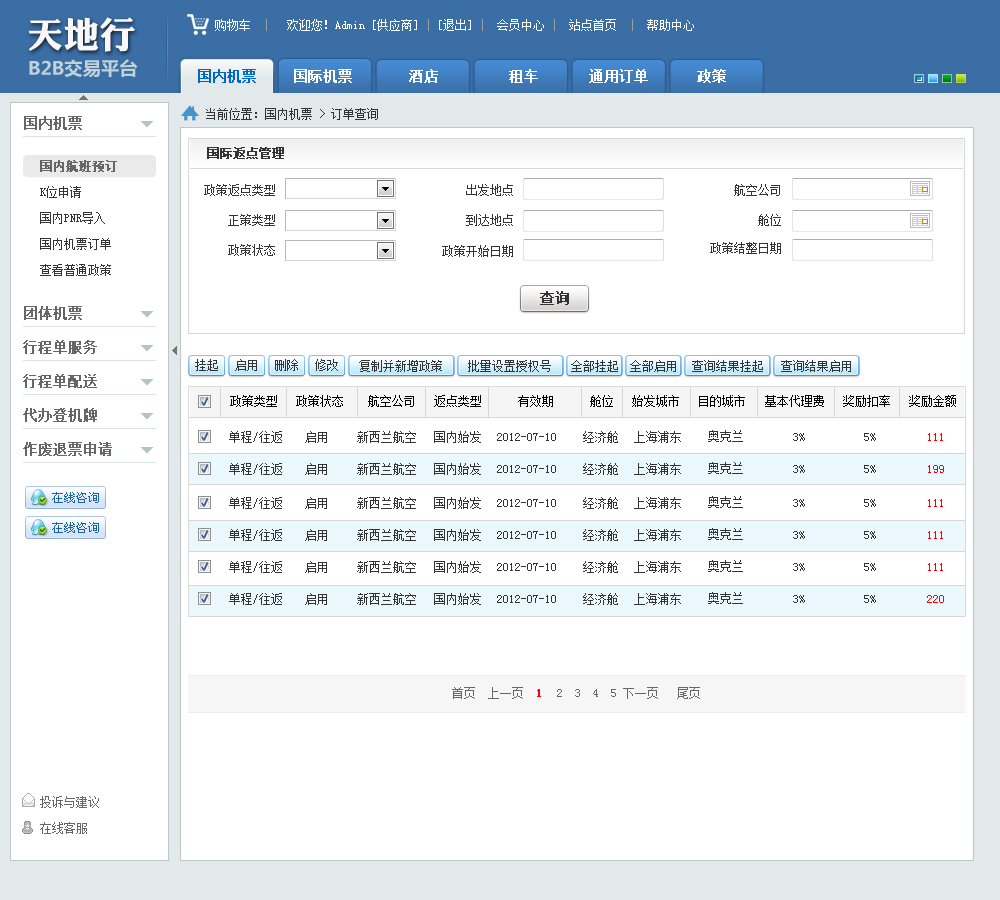 天地行
B2B交易平台
购物车 | 欢迎您! Admin [供应商] | [退出] | 会员中心 | 站点首页 | 帮助中心
国内机票 国际机票 酒店 租车 通用订单 政策
当前位置: 国内机票 > 订单查询
国内机票
国内航班预订
K位申请
国内PNR导入
国内机票订单
查看普通政策
团体机票
行程单服务
行程单配送
代办登机牌
作废退票申请
在线咨询
在线咨询
投诉与建议
在线客服
国际返点管理
政策返点类型 出发地点 航空公司
正策类型 到达地点 舱位
政策状态 政策开始日期 政策结整日期
查询
挂起 启用 删除 修改 复制并新增政策 批量设置授权号 全部挂起 全部启用 查询结果挂起 查询结果启用
政策类型 政策状态 航空公司 返点类型 有效期 舱位 始发城市 目的城市 基本代理费 奖励扣率 奖励金额
单程/往返 启用 新西兰航空 国内始发 2012-07-10 经济舱 上海浦东 奥克兰 3% 5% 111
单程/往返 启用 新西兰航空 国内始发 2012-07-10 经济舱 上海浦东 奥克兰 3% 5% 199
单程/往返 启用 新西兰航空 国内始发 2012-07-10 经济舱 上海浦东 奥克兰 3% 5% 111
单程/往返 启用 新西兰航空 国内始发 2012-07-10 经济舱 上海浦东 奥克兰 3% 5% 111
单程/往返 启用 新西兰航空 国内始发 2012-07-10 经济舱 上海浦东 奥克兰 3% 5% 111
单程/往返 启用 新西兰航空 国内始发 2012-07-10 经济舱 上海浦东 奥克兰 3% 5% 220
首页 上一页 1 2 3 4 5 下一页 尾页